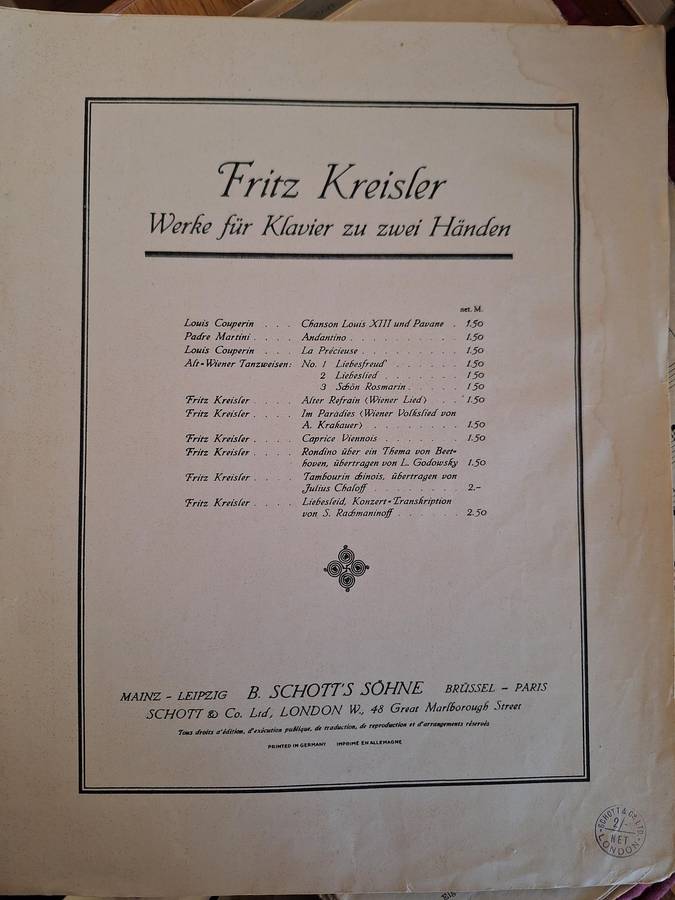 Fritz Kreisler
Werke für Klavier zu zwei Händen
net. M.
Louis Couperin . . . Chanson Louis XIII und Pavane . 1.50
Padre Martini . . . . Andantino . . . . . . . . . . 1.50
Louis Couperin . . . La Précieuse . . . . . . . . . 1.50
Alt-Wiener Tanzweisen: No. 1 Liebesfreud . . . . . . . 1.50
2 Liebeslied . . . . . . . 1.50
3 Schön Rosmarin . . . . . 1.50
Fritz Kreisler . . . . Alter Refrain (Wiener Lied) . . 1.50
Fritz Kreisler . . . . Im Paradies (Wiener Volkslied von
A. Krakauer) . . . . . . . . 1.50
Fritz Kreisler . . . . Caprice Viennois . . . . . . . 1.50
Fritz Kreisler . . . . Rondino über ein Thema von Beet-
hoven, übertragen von L. Godowsky 1.50
Fritz Kreisler . . . . Tambourin chinois, übertragen von
Julius Chaloff . . . . . . . . 2.-
Fritz Kreisler . . . . Liebesleid, Konzert-Transkription
von S. Rachmaninoff . . . . . . 2.50
MAINZ - LEIPZIG B. SCHOTT'S SÖHNE BRÜSSEL - PARIS
SCHOTT & Co. Ltd, LONDON W., 48 Great Marlborough Street
Tous droits d'édition, d'exécution publique, de traduction, de reproduction et d'arrangements réservés
PRINTED IN GERMANY IMPRIMÉ EN ALLEMAGNE
SCHOTT & Co. LTD.
2/-
NET
LONDON